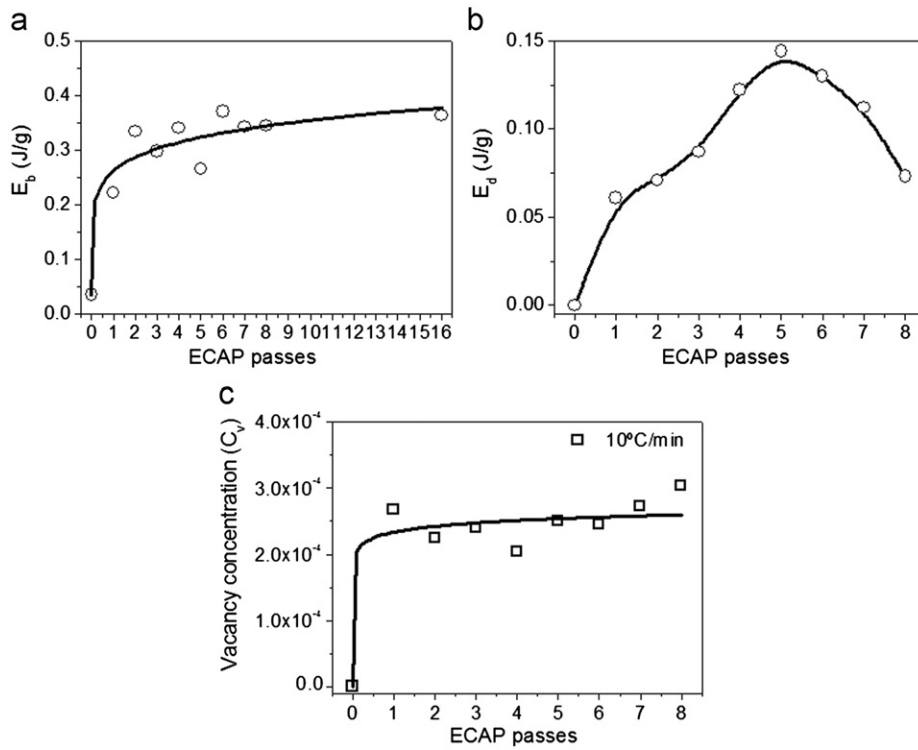 a
0.5
0.4
0.3
0.2
0.1
0.0
E_b (J/g)
0 1 2 3 4 5 6 7 8 9 10 11 12 13 14 15 16
ECAP passes
b
0.15
0.10
0.05
0.00
E_d (J/g)
0 1 2 3 4 5 6 7 8
ECAP passes
c
4.0x10⁻⁴
3.0x10⁻⁴
2.0x10⁻⁴
1.0x10⁻⁴
0.0
Vacancy concentration (C_v)
10ºC/min
0 1 2 3 4 5 6 7 8
ECAP passes